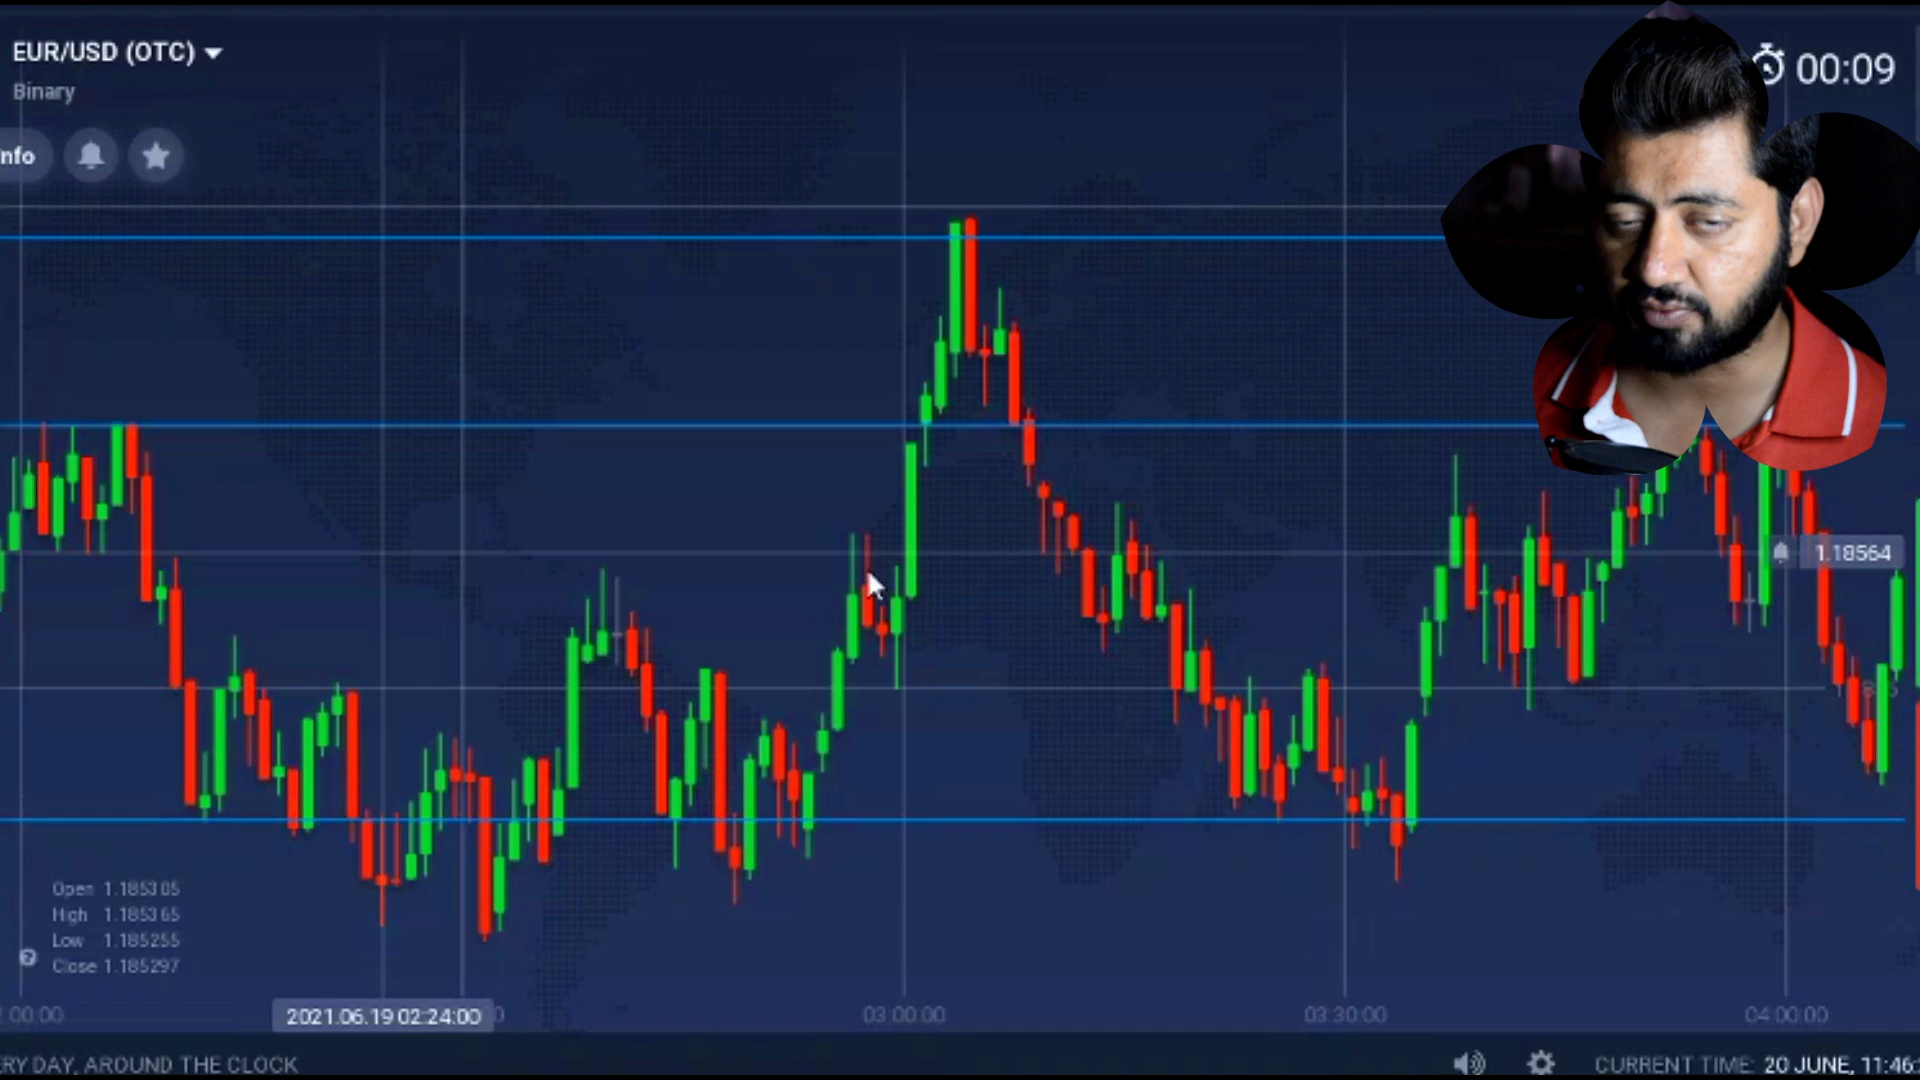 EUR/USD (OTC)
00:09
Binary
nfo
1.18564
Open 1.185305
High 1.185365
Low 1.185255
Close 1.185297
:00:00
2021.06.19 02:24:00
03:00:00
03:30:00
04:00:00
ERY DAY, AROUND THE CLOCK
CURRENT TIME: 20 JUNE, 11:46: